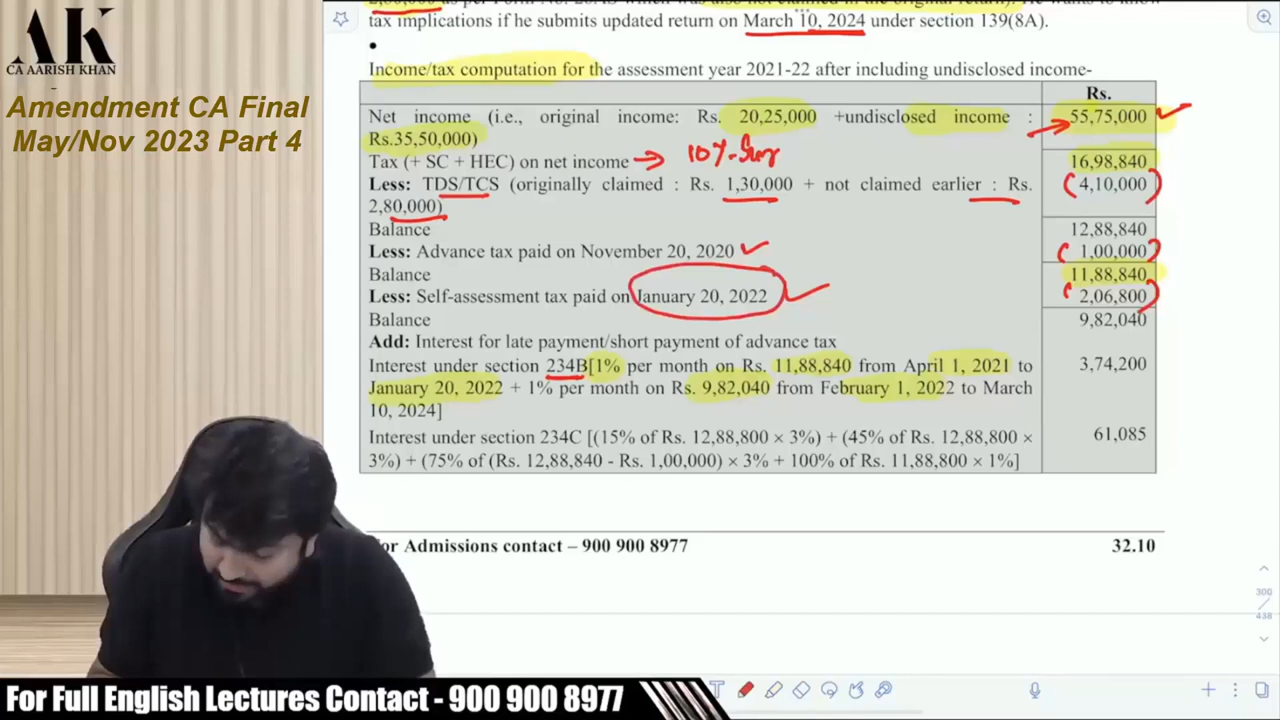 AK
CA AARISH KHAN
Amendment CA Final
May/Nov 2023 Part 4
tax implications if he submits updated return on March 10, 2024 under section 139(8A).
•
Income/tax computation for the assessment year 2021-22 after including undisclosed income-
Rs.
Net income (i.e., original income: Rs. 20,25,000 +undisclosed income : Rs.35,50,000) 55,75,000
Tax (+ SC + HEC) on net income → 10% Sur 16,98,840
Less: TDS/TCS (originally claimed : Rs. 1,30,000 + not claimed earlier : Rs. (4,10,000)
2,80,000)
Balance 12,88,840
Less: Advance tax paid on November 20, 2020 (1,00,000)
Balance 11,88,840
Less: Self-assessment tax paid on January 20, 2022 (2,06,800)
Balance 9,82,040
Add: Interest for late payment/short payment of advance tax
Interest under section 234B[1% per month on Rs. 11,88,840 from April 1, 2021 to 3,74,200
January 20, 2022 + 1% per month on Rs. 9,82,040 from February 1, 2022 to March
10, 2024]
Interest under section 234C [(15% of Rs. 12,88,800 × 3%) + (45% of Rs. 12,88,800 × 61,085
3%) + (75% of (Rs. 12,88,840 - Rs. 1,00,000) × 3% + 100% of Rs. 11,88,800 × 1%]
or Admissions contact – 900 900 8977 32.10
300
438
For Full English Lectures Contact - 900 900 8977